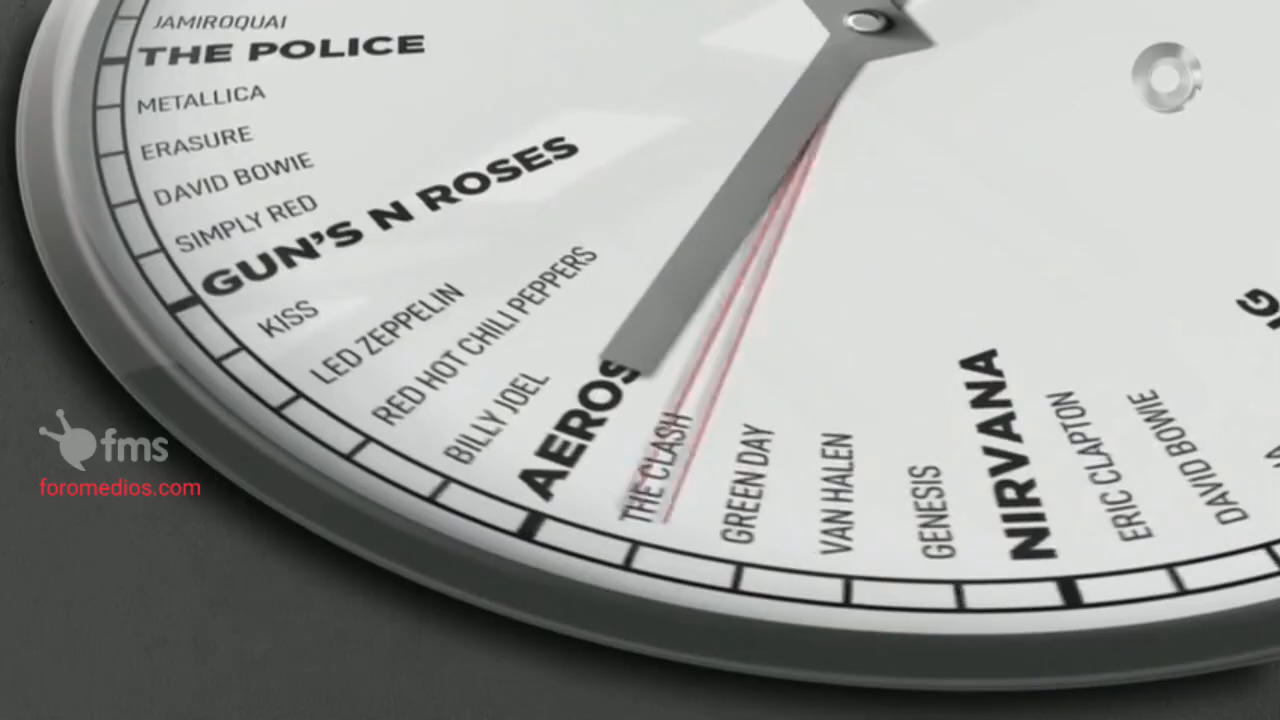 JAMIROQUAI
THE POLICE
METALLICA
ERASURE
DAVID BOWIE
SIMPLY RED
GUN'S N ROSES
KISS
LED ZEPPELIN
RED HOT CHILI PEPPERS
BILLY JOEL
AEROS
THE CLASH
GREEN DAY
VAN HALEN
GENESIS
NIRVANA
ERIC CLAPTON
DAVID BOWIE
fms
foromedios.com